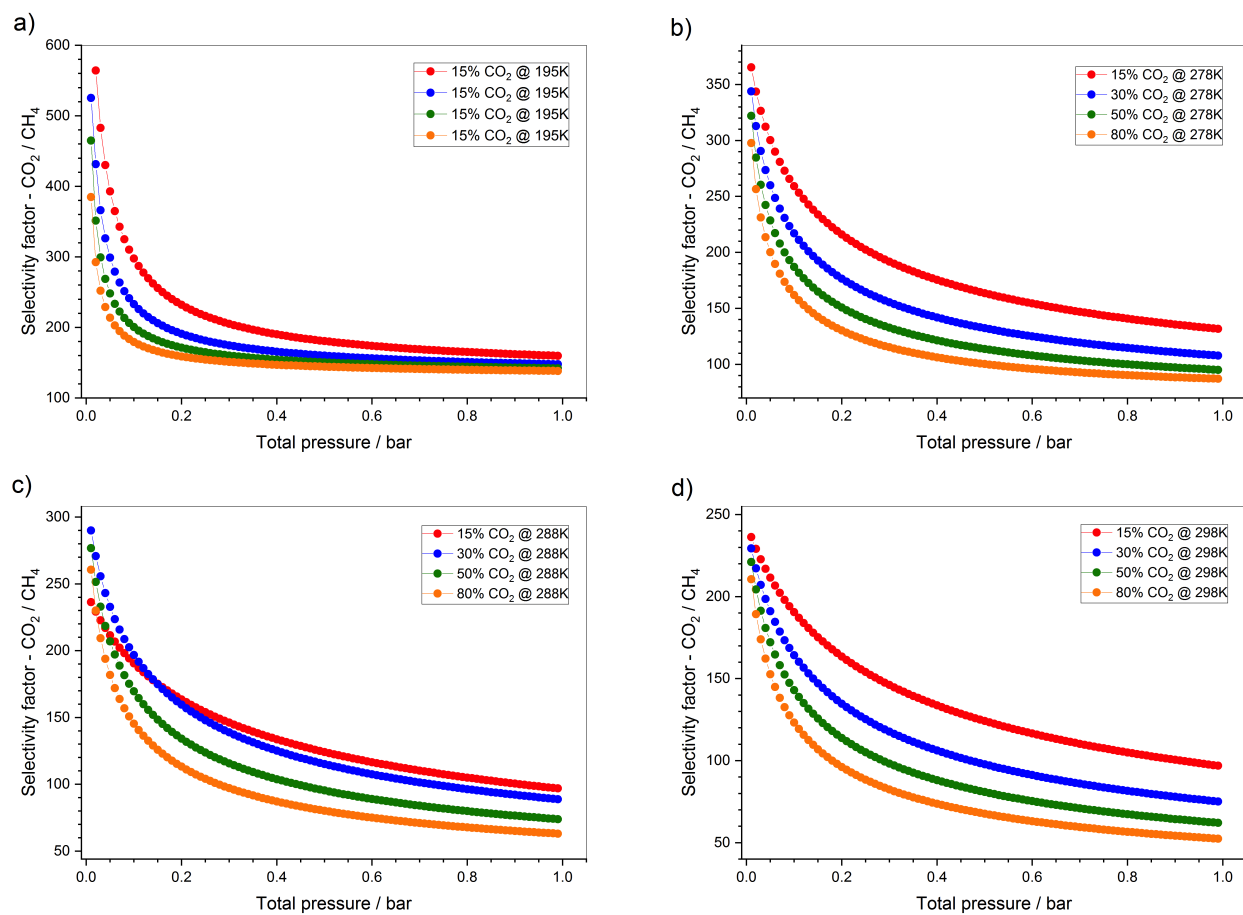 a)
600
500
400
300
200
100
Selectivity factor - CO₂ / CH₄
15% CO₂ @ 195K
15% CO₂ @ 195K
15% CO₂ @ 195K
15% CO₂ @ 195K
0.0 0.2 0.4 0.6 0.8 1.0
Total pressure / bar
b)
350
300
250
200
150
100
Selectivity factor - CO₂ / CH₄
15% CO₂ @ 278K
30% CO₂ @ 278K
50% CO₂ @ 278K
80% CO₂ @ 278K
0.0 0.2 0.4 0.6 0.8 1.0
Total pressure / bar
c)
300
250
200
150
100
50
Selectivity factor - CO₂ / CH₄
15% CO₂ @ 288K
30% CO₂ @ 288K
50% CO₂ @ 288K
80% CO₂ @ 288K
0.0 0.2 0.4 0.6 0.8 1.0
Total pressure / bar
d)
250
200
150
100
50
Selectivity factor - CO₂ / CH₄
15% CO₂ @ 298K
30% CO₂ @ 298K
50% CO₂ @ 298K
80% CO₂ @ 298K
0.0 0.2 0.4 0.6 0.8 1.0
Total pressure / bar